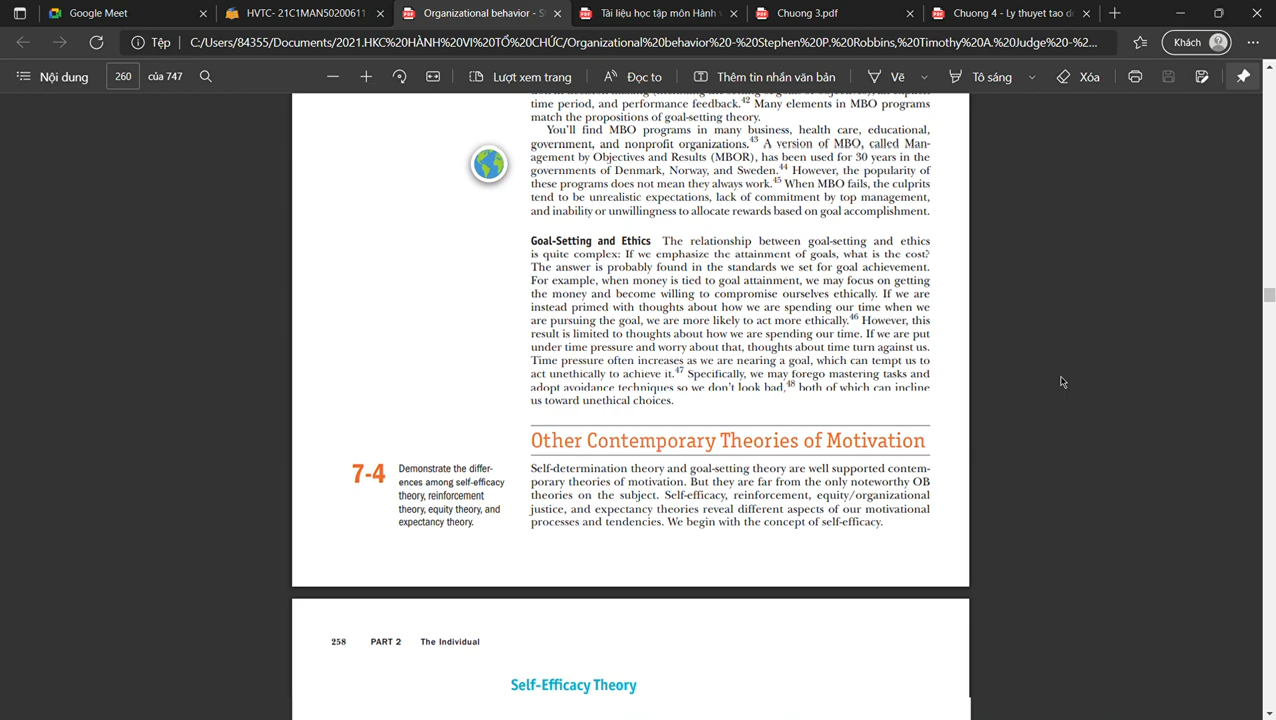 Google Meet
HVTC- 21C1MAN50200611
Organizational behavior - St
Tài liệu học tập môn Hành v
Chuong 3.pdf
Chuong 4 - Ly thuyet tao d
Tệp
C:/Users/84355/Documents/2021.HKC%20HÀNH%20VI%20TỔ%20CHỨC/Organizational%20behavior%20-%20Stephen%20P.%20Robbins,%20Timothy%20A.%20Judge%20-%2...
Khách
Nội dung
260
của 747
Lượt xem trang
Đọc to
Thêm tin nhắn văn bản
Vẽ
Tô sáng
Xóa
time period, and performance feedback.42 Many elements in MBO programs
match the propositions of goal-setting theory.
You'll find MBO programs in many business, health care, educational,
government, and nonprofit organizations.43 A version of MBO, called Man-
agement by Objectives and Results (MBOR), has been used for 30 years in the
governments of Denmark, Norway, and Sweden.44 However, the popularity of
these programs does not mean they always work.45 When MBO fails, the culprits
tend to be unrealistic expectations, lack of commitment by top management,
and inability or unwillingness to allocate rewards based on goal accomplishment.
Goal-Setting and Ethics The relationship between goal-setting and ethics
is quite complex: If we emphasize the attainment of goals, what is the cost?
The answer is probably found in the standards we set for goal achievement.
For example, when money is tied to goal attainment, we may focus on getting
the money and become willing to compromise ourselves ethically. If we are
instead primed with thoughts about how we are spending our time when we
are pursuing the goal, we are more likely to act more ethically.46 However, this
result is limited to thoughts about how we are spending our time. If we are put
under time pressure and worry about that, thoughts about time turn against us.
Time pressure often increases as we are nearing a goal, which can tempt us to
act unethically to achieve it.47 Specifically, we may forego mastering tasks and
adopt avoidance techniques so we don't look bad,48 both of which can incline
us toward unethical choices.
Other Contemporary Theories of Motivation
7-4
Demonstrate the differ-
ences among self-efficacy
theory, reinforcement
theory, equity theory, and
expectancy theory.
Self-determination theory and goal-setting theory are well supported contem-
porary theories of motivation. But they are far from the only noteworthy OB
theories on the subject. Self-efficacy, reinforcement, equity/organizational
justice, and expectancy theories reveal different aspects of our motivational
processes and tendencies. We begin with the concept of self-efficacy.
258 PART 2 The Individual
Self-Efficacy Theory